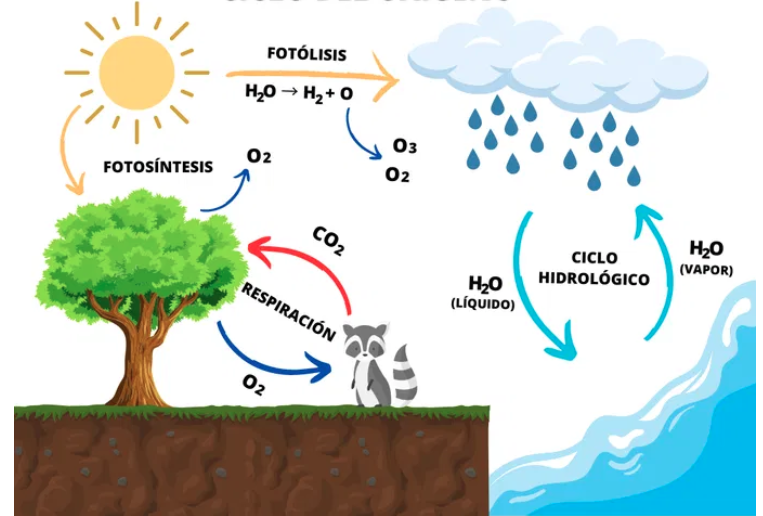 FOTÓLISIS
H₂O → H₂ + O
O₃
O₂
FOTOSÍNTESIS
O₂
CO₂
RESPIRACIÓN
O₂
CICLO
HIDROLÓGICO
H₂O
(LÍQUIDO)
H₂O
(VAPOR)